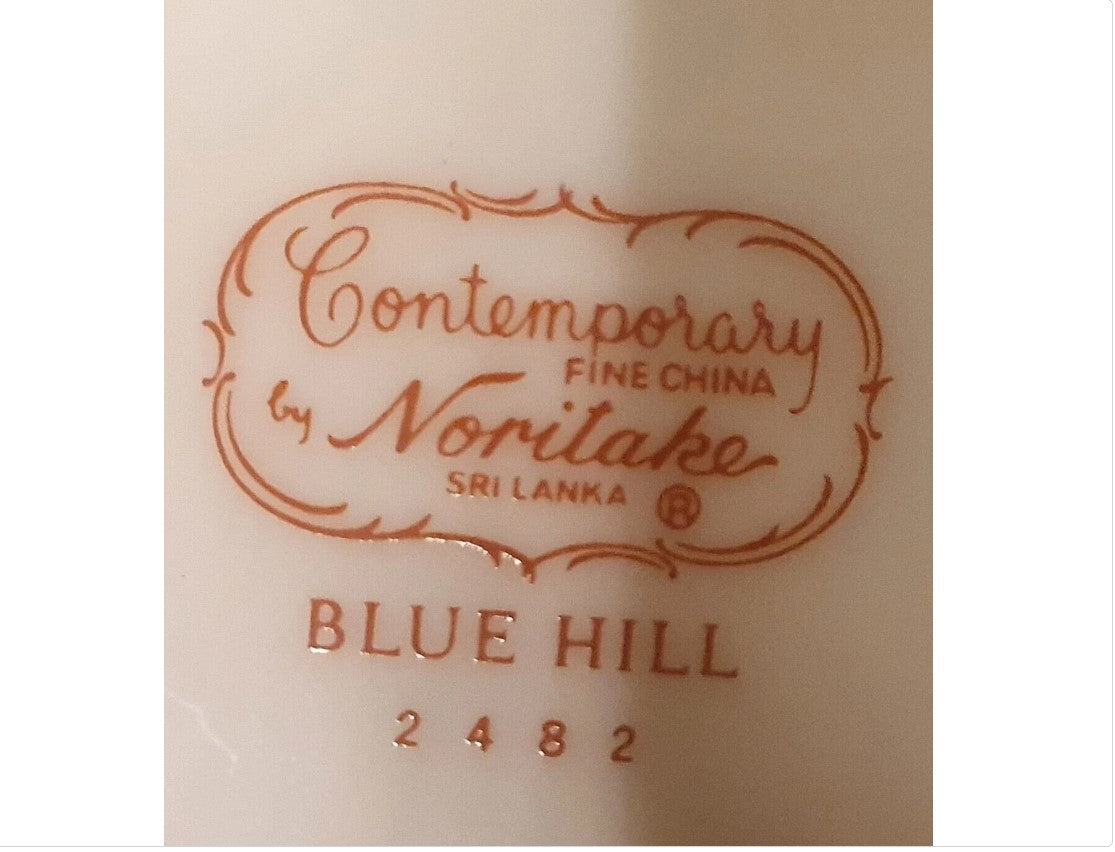 Contemporary
FINE CHINA
by Noritake
SRI LANKA ®
BLUE HILL
2482